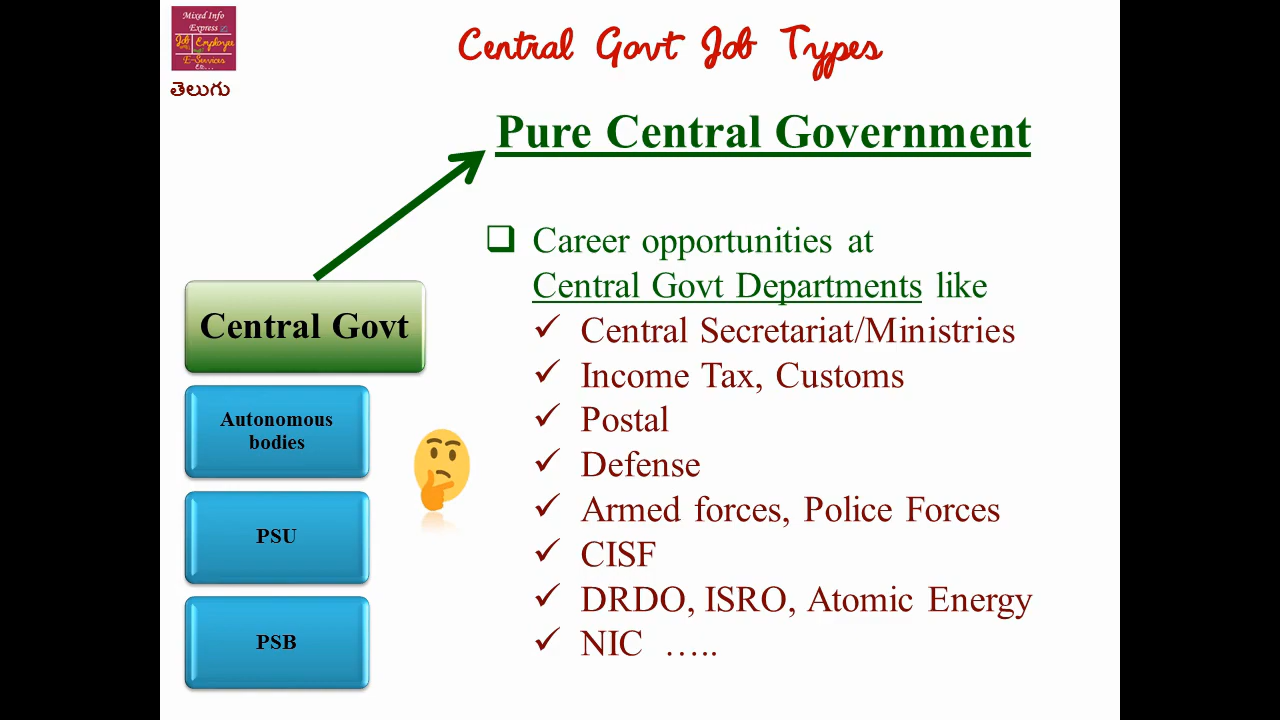 Mixed Info
Express
Job
Employee
E-Services
తెలుగు
Central Govt Job Types
Pure Central Government
Career opportunities at
Central Govt Departments like
Central Secretariat/Ministries
Income Tax, Customs
Postal
Defense
Armed forces, Police Forces
CISF
DRDO, ISRO, Atomic Energy
NIC .....
Central Govt
Autonomous
bodies
PSU
PSB